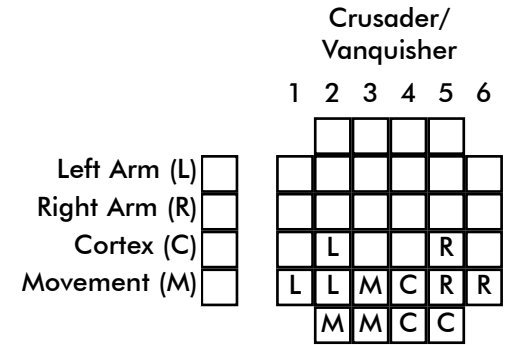 Crusader/
Vanquisher
1 2 3 4 5 6
Left Arm (L)
Right Arm (R)
Cortex (C) L R
Movement (M) L L M C R R
M M C C